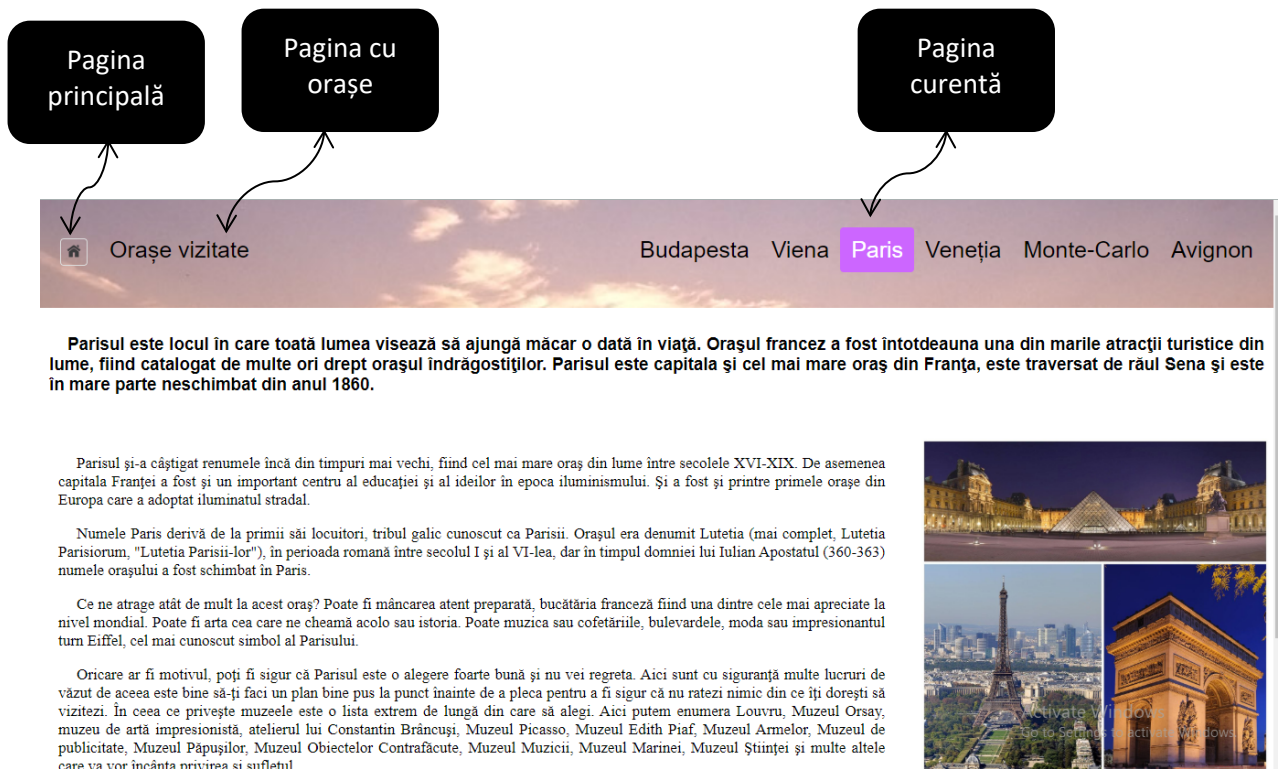 Pagina
principală
Pagina cu
orașe
Pagina
curentă
Orașe vizitate
Budapesta Viena Paris Veneția Monte-Carlo Avignon
Parisul este locul în care toată lumea visează să ajungă măcar o dată în viaţă. Oraşul francez a fost întotdeauna una din marile atracţii turistice din
lume, fiind catalogat de multe ori drept oraşul îndrăgostiţilor. Parisul este capitala şi cel mai mare oraş din Franţa, este traversat de răul Sena şi este
în mare parte neschimbat din anul 1860.
Parisul şi-a câştigat renumele încă din timpuri mai vechi, fiind cel mai mare oraş din lume între secolele XVI-XIX. De asemenea
capitala Franţei a fost şi un important centru al educaţiei şi al ideilor în epoca iluminismului. Şi a fost şi printre primele oraşe din
Europa care a adoptat iluminatul stradal.
Numele Paris derivă de la primii săi locuitori, tribul galic cunoscut ca Parisii. Oraşul era denumit Lutetia (mai complet, Lutetia
Parisiorum, "Lutetia Parisii-lor"), în perioada romană între secolul I şi al VI-lea, dar în timpul domniei lui Iulian Apostatul (360-363)
numele oraşului a fost schimbat în Paris.
Ce ne atrage atât de mult la acest oraş? Poate fi mâncarea atent preparată, bucătăria franceză fiind una dintre cele mai apreciate la
nivel mondial. Poate fi arta cea care ne cheamă acolo sau istoria. Poate muzica sau cofetăriile, bulevardele, moda sau impresionantul
turn Eiffel, cel mai cunoscut simbol al Parisului.
Oricare ar fi motivul, poţi fi sigur că Parisul este o alegere foarte bună şi nu vei regreta. Aici sunt cu siguranţă multe lucruri de
văzut de aceea este bine să-ţi faci un plan bine pus la punct înainte de a pleca pentru a fi sigur că nu ratezi nimic din ce îţi doreşti să
vizitezi. În ceea ce priveşte muzeele este o lista extrem de lungă din care să alegi. Aici putem enumera Louvru, Muzeul Orsay,
muzeu de artă impresionistă, atelierul lui Constantin Brâncuşi, Muzeul Picasso, Muzeul Edith Piaf, Muzeul Armelor, Muzeul de
publicitate, Muzeul Păpuşilor, Muzeul Obiectelor Contrafăcute, Muzeul Muzicii, Muzeul Marinei, Muzeul Ştiinţei şi multe altele
care va vor încânta privirea şi sufletul.
Activate Windows
Go to Settings to activate Windows.